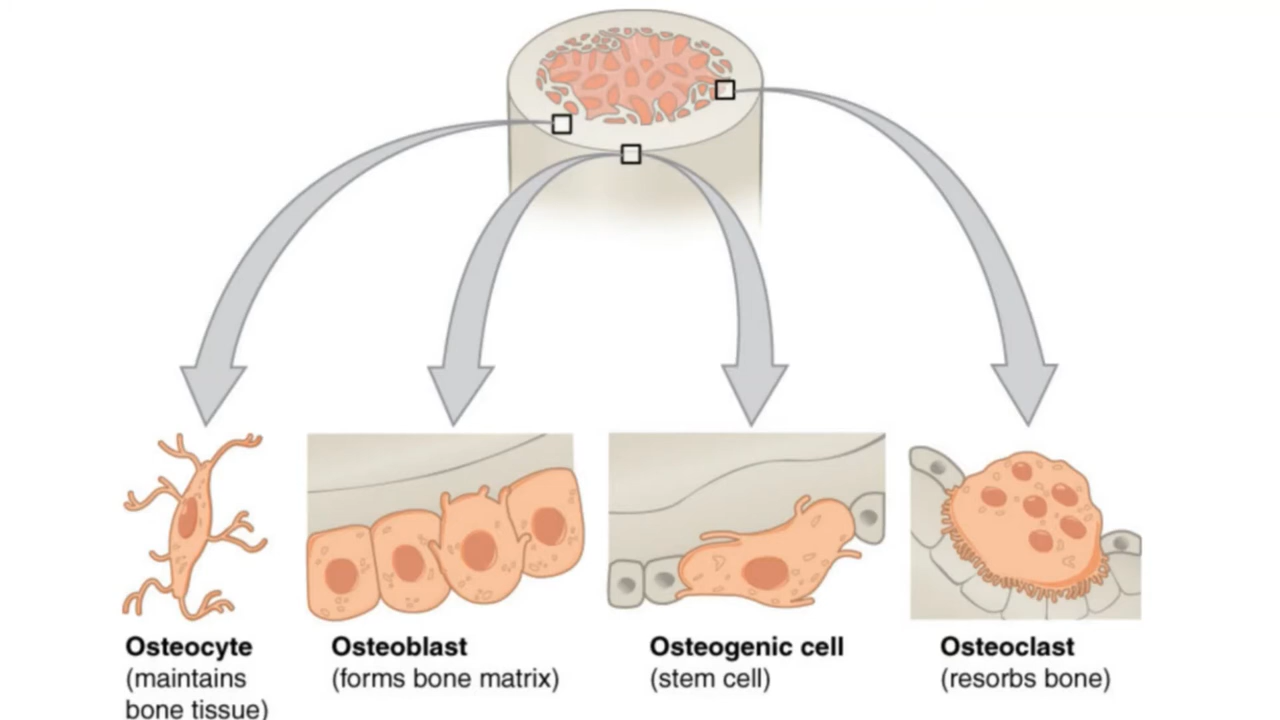 Osteocyte
(maintains
bone tissue)
Osteoblast
(forms bone matrix)
Osteogenic cell
(stem cell)
Osteoclast
(resorbs bone)